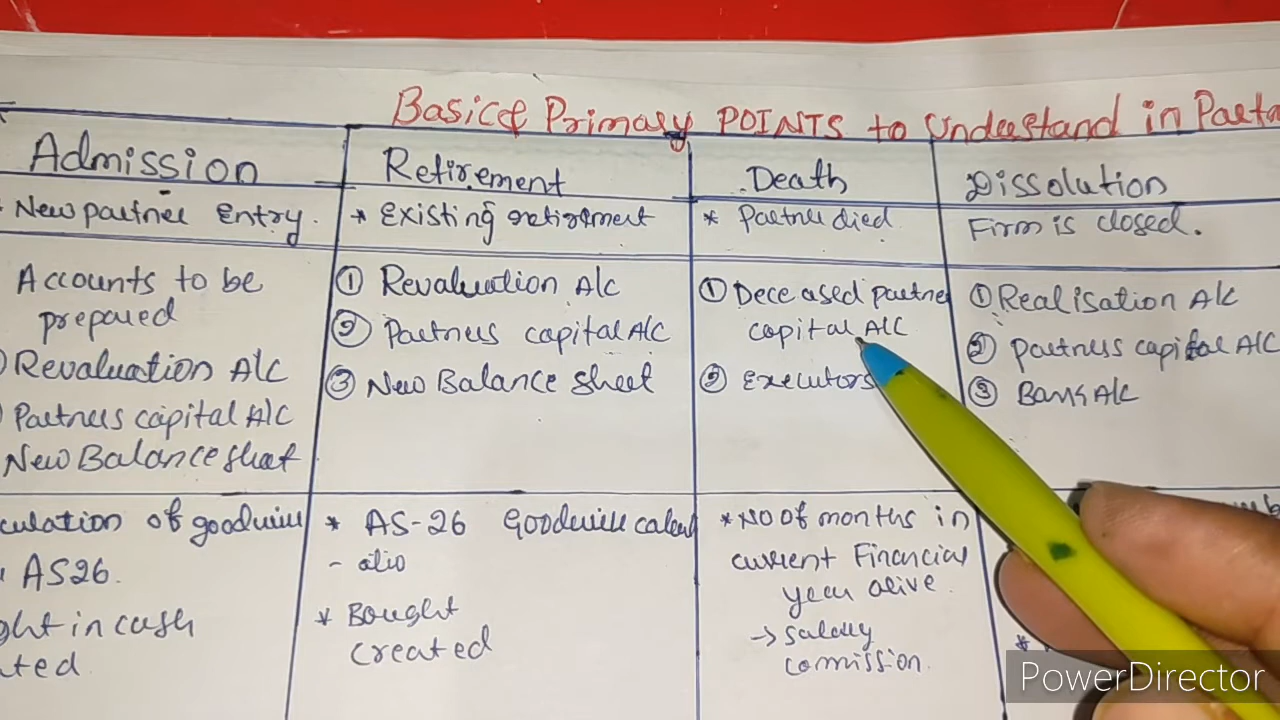 Basic & Primary POINTS to Understand in Partn
Admission
New partner Entry.
Accounts to be
prepared
Revaluation A/c
Partners capital A/c
New Balance sheet
culation of goodwill
AS26.
ght in cash
ated.
Retirement
* Existing retirement
① Revaluation A/c
② Partners capital A/c
③ New Balance sheet
* AS-26 Goodwill calcul
- atio
* Bought
created
Death
* Partner died
① Deceased partner
capital A/C
② Executors
* NO of months in
current Financial
year alive.
→ salary
comission.
Dissolution
Firm is closed.
① Realisation A/c
② partners capital A/C
③ Bank A/c
PowerDirector